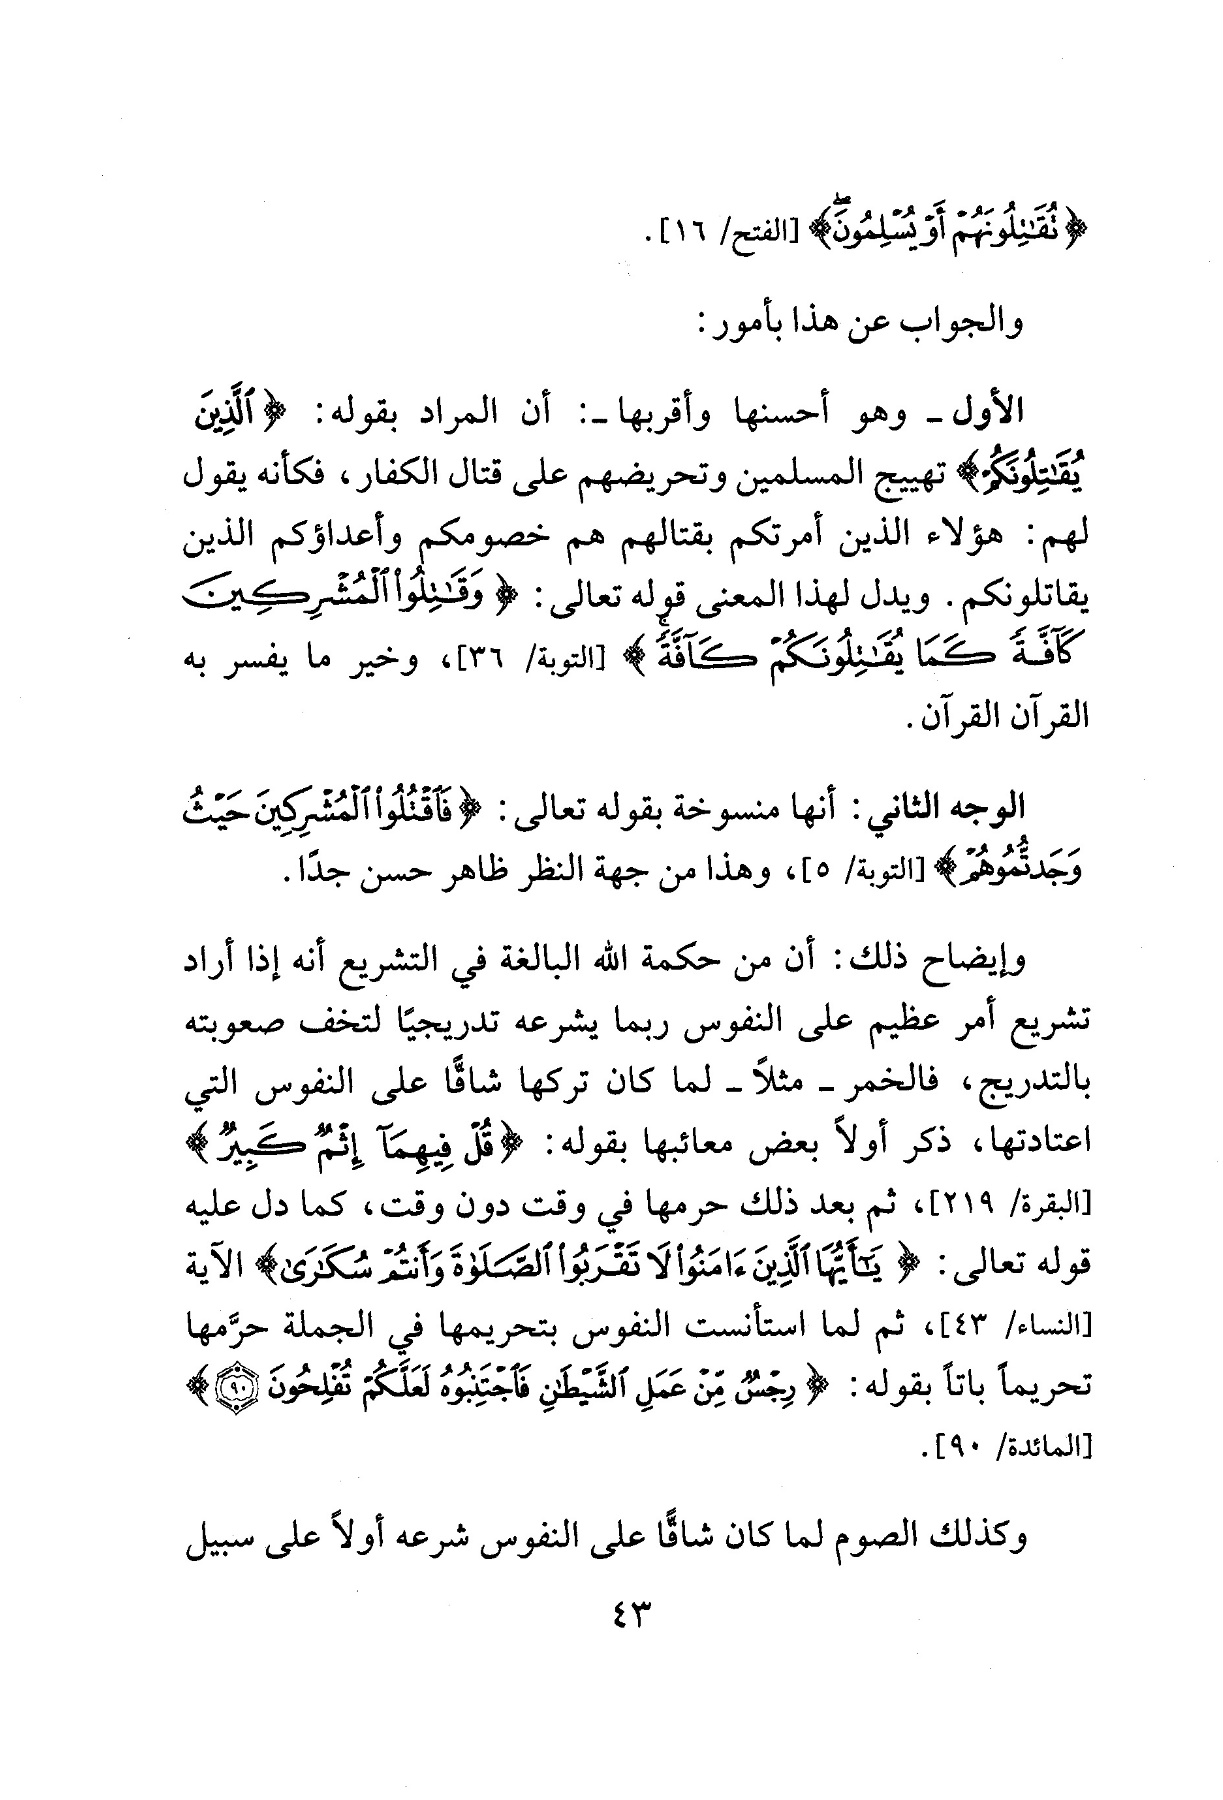 ﴿نُقَٰتِلُونَهُمْ أَوْ يُسْلِمُونَۖ﴾ [الفتح/ ١٦].
والجواب عن هذا بأمور:
الأول ـ وهو أحسنها وأقربها ـ: أن المراد بقوله: ﴿ٱلَّذِينَ
يُقَٰتِلُونَكُمْ﴾ تهييج المسلمين وتحريضهم على قتال الكفار، فكأنه يقول
لهم: هؤلاء الذين أمرتكم بقتالهم هم خصومكم وأعداؤكم الذين
يقاتلونكم. ويدل لهذا المعنى قوله تعالى: ﴿وَقَٰتِلُوا۟ ٱلْمُشْرِكِينَ
كَآفَّةً كَمَا يُقَٰتِلُونَكُمْ كَآفَّةًۚ﴾ [التوبة/ ٣٦]، وخير ما يفسر به
القرآن القرآن.
الوجه الثاني: أنها منسوخة بقوله تعالى: ﴿فَٱقْتُلُوا۟ ٱلْمُشْرِكِينَ حَيْثُ
وَجَدتُّمُوهُمْ﴾ [التوبة/ ٥]، وهذا من جهة النظر ظاهر حسن جدًا.
وإيضاح ذلك: أن من حكمة الله البالغة في التشريع أنه إذا أراد
تشريع أمر عظيم على النفوس ربما يشرعه تدريجيًا لتخف صعوبته
بالتدريج، فالخمر ـ مثلاً ـ لما كان تركها شاقًّا على النفوس التي
اعتادتها، ذكر أولاً بعض معائبها بقوله: ﴿قُلْ فِيهِمَآ إِثْمٌ كَبِيرٌ﴾
[البقرة/ ٢١٩]، ثم بعد ذلك حرمها في وقت دون وقت، كما دل عليه
قوله تعالى: ﴿يَٰٓأَيُّهَا ٱلَّذِينَ ءَامَنُوا۟ لَا تَقْرَبُوا۟ ٱلصَّلَوٰةَ وَأَنتُمْ سُكَٰرَىٰ﴾ الآية
[النساء/ ٤٣]، ثم لما استأنست النفوس بتحريمها في الجملة حرَّمها
تحريماً باتاً بقوله: ﴿رِجْسٌ مِّنْ عَمَلِ ٱلشَّيْطَٰنِ فَٱجْتَنِبُوهُ لَعَلَّكُمْ تُفْلِحُونَ ٩٠﴾
[المائدة/ ٩٠].
وكذلك الصوم لما كان شاقًّا على النفوس شرعه أولاً على سبيل
٤٣